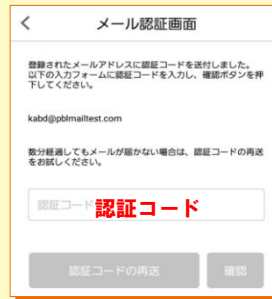 メール認証画面
登録されたメールアドレスに認証コードを送付しました。
以下の入力フォームに認証コードを入力し、確認ボタンを押
下してください。
kabd@pblmailtest.com
数分経過してもメールが届かない場合は、認証コードの再送
をお試しください。
認証コード
認証コード
認証コードの再送
確認